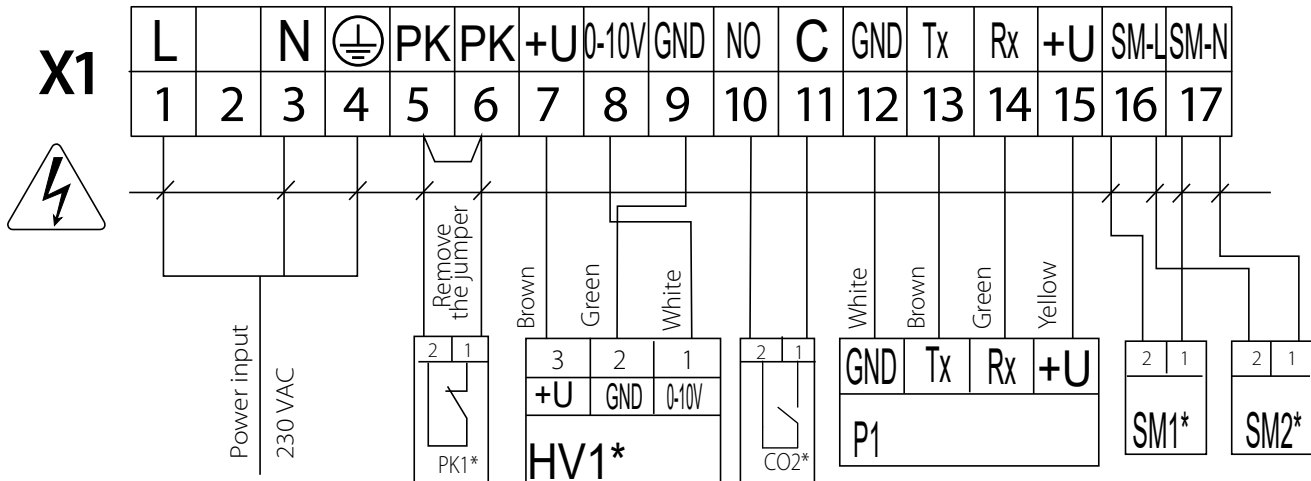 X1
L N PK PK +U 0-10V GND NO C GND Tx Rx +U SM-L SM-N
1 2 3 4 5 6 7 8 9 10 11 12 13 14 15 16 17
Power input
230 VAC
Remove
the jumper
2 1
PK1*
Brown
Green
White
3 2 1
+U GND 0-10V
HV1*
2 1
CO2*
White
Brown
Green
Yellow
GND Tx Rx +U
P1
2 1
SM1*
2 1
SM2*